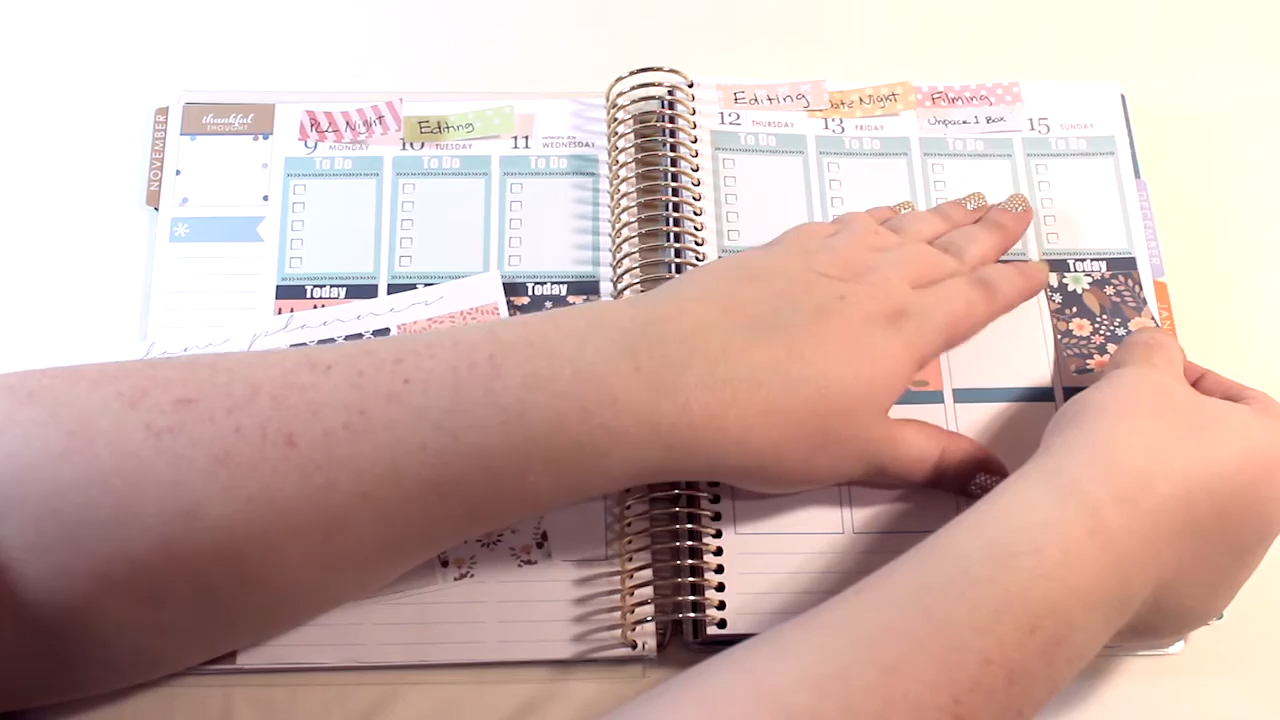 NOVEMBER
thankful
THOUGHT
PLL Night
Editing
9 MONDAY
10 TUESDAY
11 WEDNESDAY
To Do
To Do
To Do
Today
Today
planner
Editing
Date Night
Filming
Unpack 1 Box
12 THURSDAY
13 FRIDAY
15 SUNDAY
To Do
To Do
To Do
To Do
Today
DECEMBER